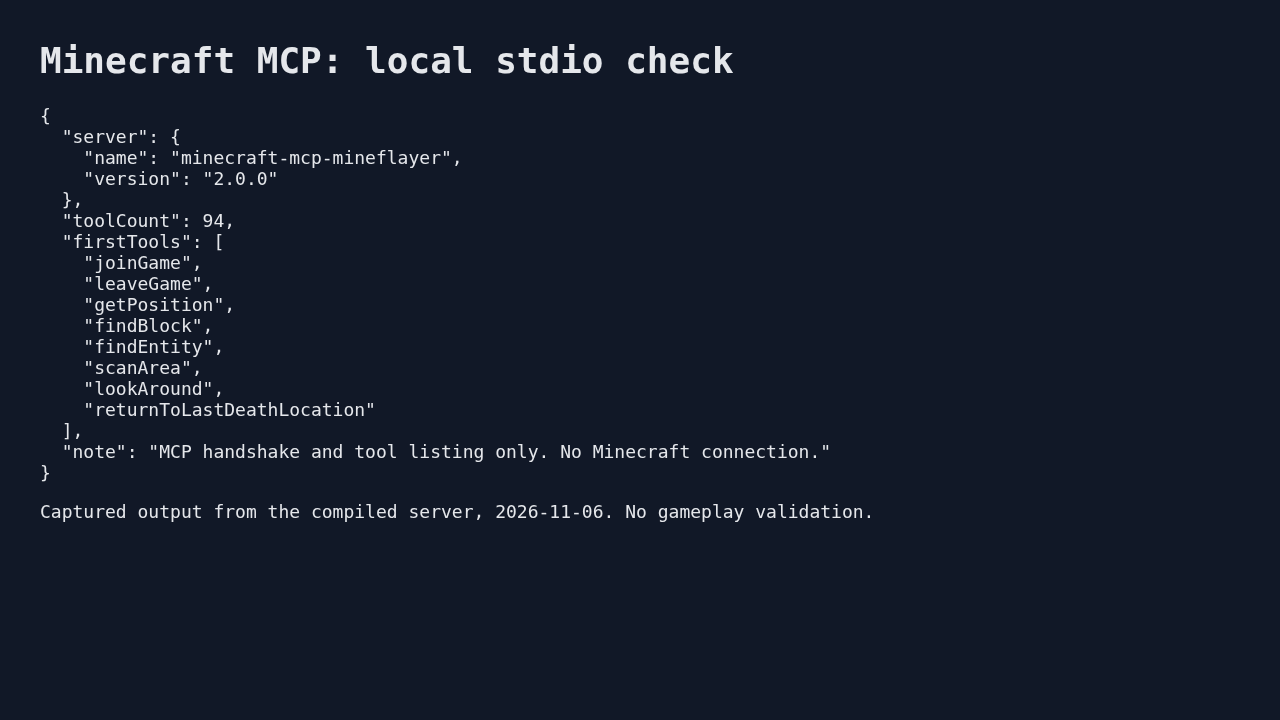 Minecraft MCP: local stdio check
{
  "server": {
    "name": "minecraft-mcp-mineflayer",
    "version": "2.0.0"
  },
  "toolCount": 94,
  "firstTools": [
    "joinGame",
    "leaveGame",
    "getPosition",
    "findBlock",
    "findEntity",
    "scanArea",
    "lookAround",
    "returnToLastDeathLocation"
  ],
  "note": "MCP handshake and tool listing only. No Minecraft connection."
}
Captured output from the compiled server, 2026-11-06. No gameplay validation.